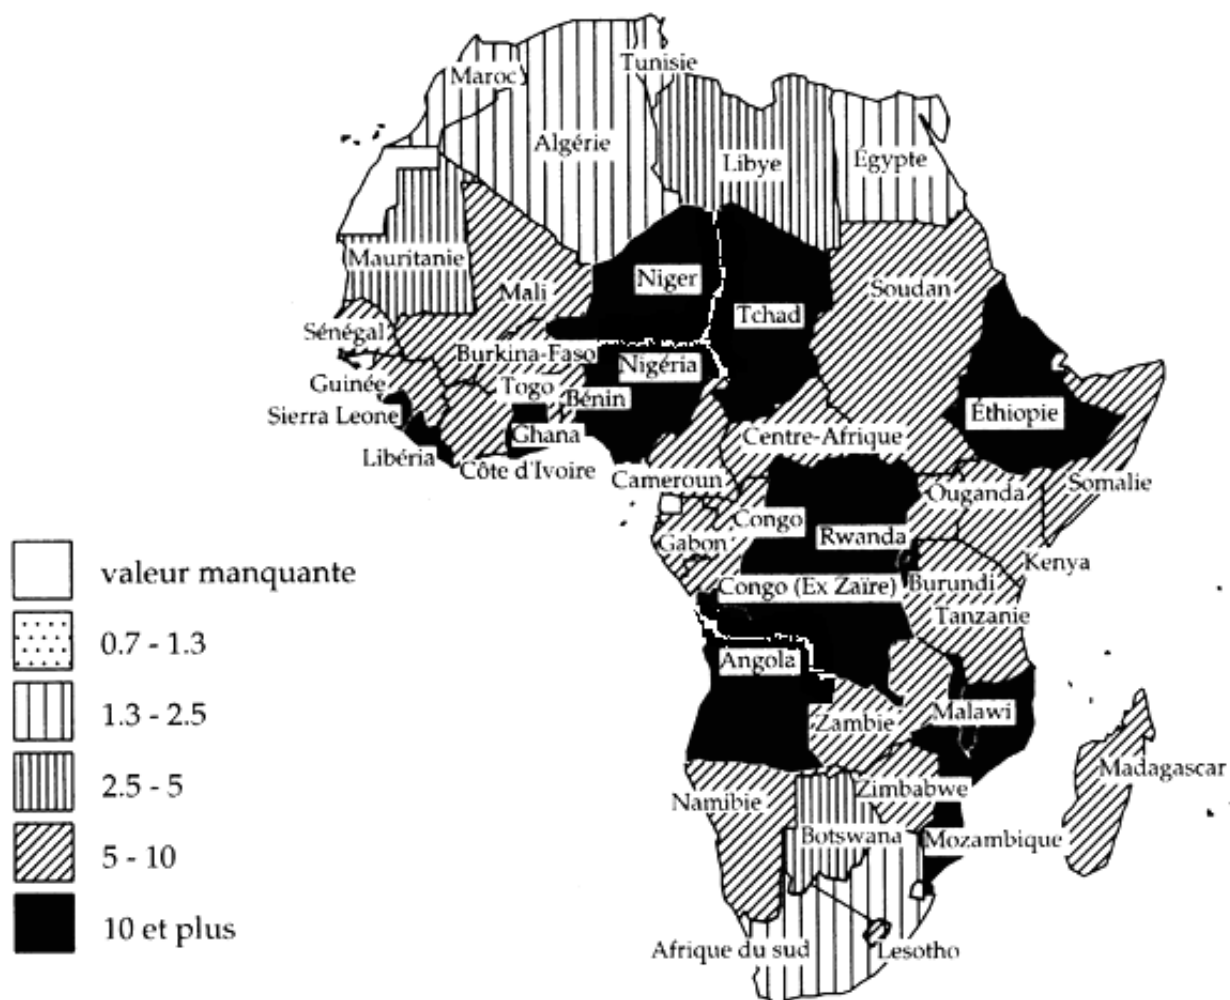 Tunisie
Maroc
Algérie
Libye
Égypte
Mauritanie
Mali
Niger
Tchad
Soudan
Sénégal
Burkina-Faso
Nigéria
Guinée
Togo
Bénin
Sierra Leone
Ghana
Éthiopie
Libéria
Côte d'Ivoire
Centre-Afrique
Cameroun
Somalie
Ouganda
Congo
Gabon
Rwanda
Kenya
Congo (Ex Zaïre)
Burundi
Tanzanie
Angola
Malawi
Zambie
Madagascar
Namibie
Zimbabwe
Botswana
Mozambique
Afrique du sud
Lesotho
valeur manquante
0.7 - 1.3
1.3 - 2.5
2.5 - 5
5 - 10
10 et plus